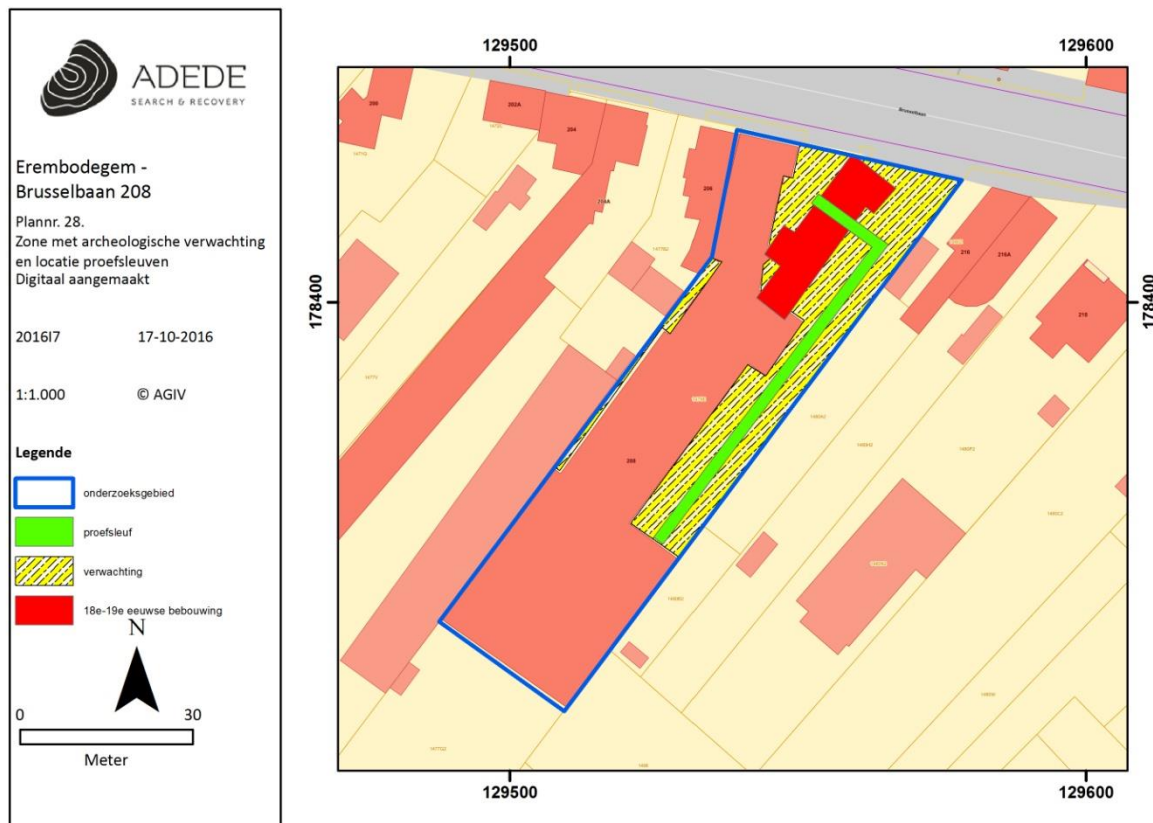 ADEDE
SEARCH & RECOVERY
Erembodegem -
Brusselbaan 208
Plannr. 28.
Zone met archeologische verwachting
en locatie proefsleuven
Digitaal aangemaakt
2016I7 17-10-2016
1:1.000 © AGIV
Legende
onderzoeksgebied
proefsleuf
verwachting
18e-19e eeuwse bebouwing
N
0 30
Meter
129500 129600
178400 178400
129500 129600
Brusselbaan
200
202A
204
204A
206
208
216
216A
218